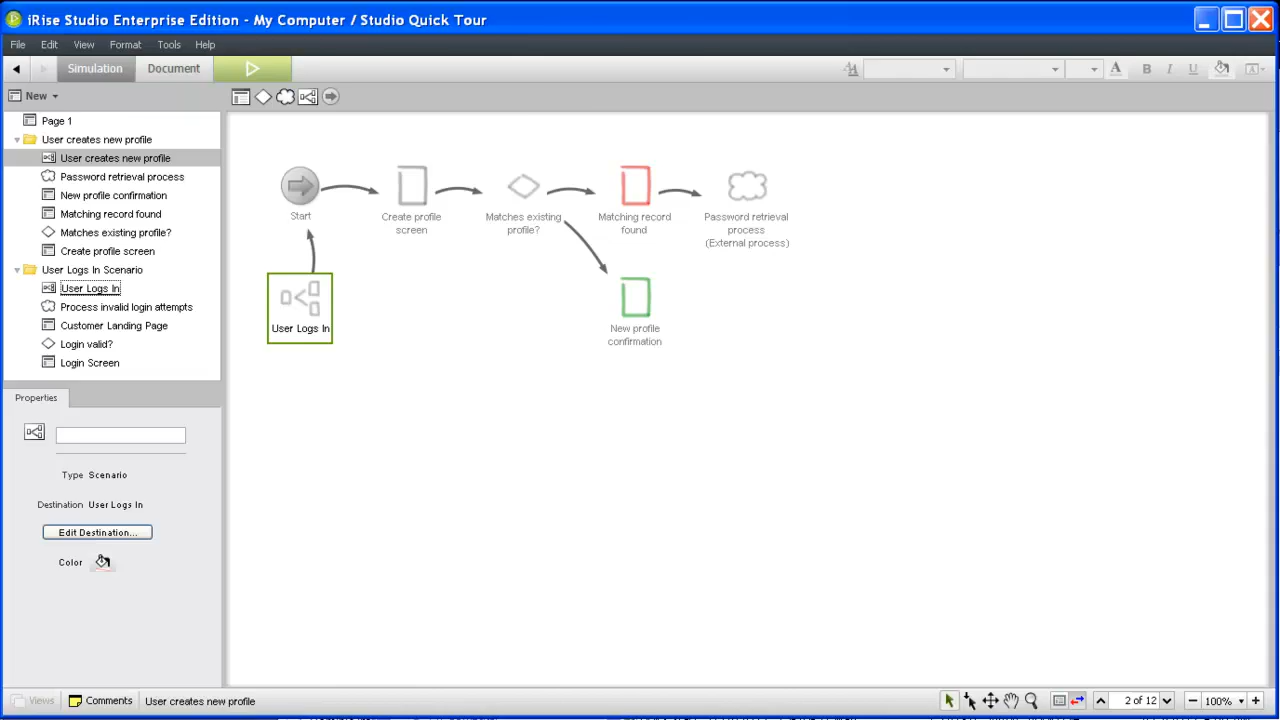 iRise Studio Enterprise Edition - My Computer / Studio Quick Tour
File Edit View Format Tools Help
Simulation Document
B I U
New
Page 1
User creates new profile
User creates new profile
Password retrieval process
New profile confirmation
Matching record found
Matches existing profile?
Create profile screen
User Logs In Scenario
User Logs In
Process invalid login attempts
Customer Landing Page
Login valid?
Login Screen
Start
Create profile
screen
Matches existing
profile?
Matching record
found
Password retrieval
process
(External process)
User Logs In
New profile
confirmation
Properties
Type Scenario
Destination User Logs In
Edit Destination...
Color
Views Comments User creates new profile 2 of 12 100%